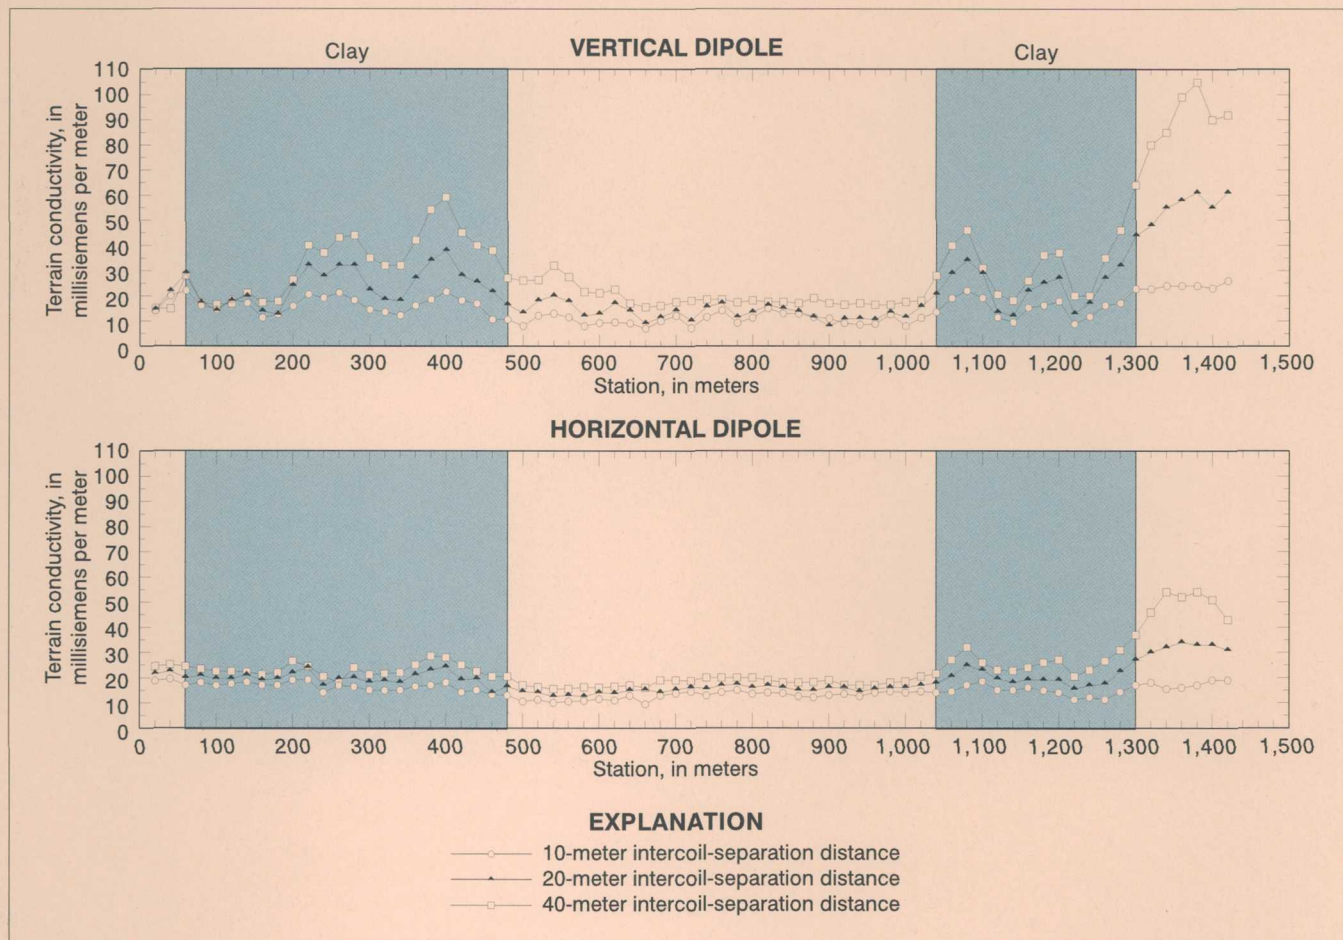 VERTICAL DIPOLE
Clay
Clay
110
100
90
80
70
60
50
40
30
20
10
0
Terrain conductivity, in
millisiemens per meter
0 100 200 300 400 500 600 700 800 900 1,000 1,100 1,200 1,300 1,400 1,500
Station, in meters
HORIZONTAL DIPOLE
110
100
90
80
70
60
50
40
30
20
10
0
Terrain conductivity, in
millisiemens per meter
0 100 200 300 400 500 600 700 800 900 1,000 1,100 1,200 1,300 1,400 1,500
Station, in meters
EXPLANATION
10-meter intercoil-separation distance
20-meter intercoil-separation distance
40-meter intercoil-separation distance